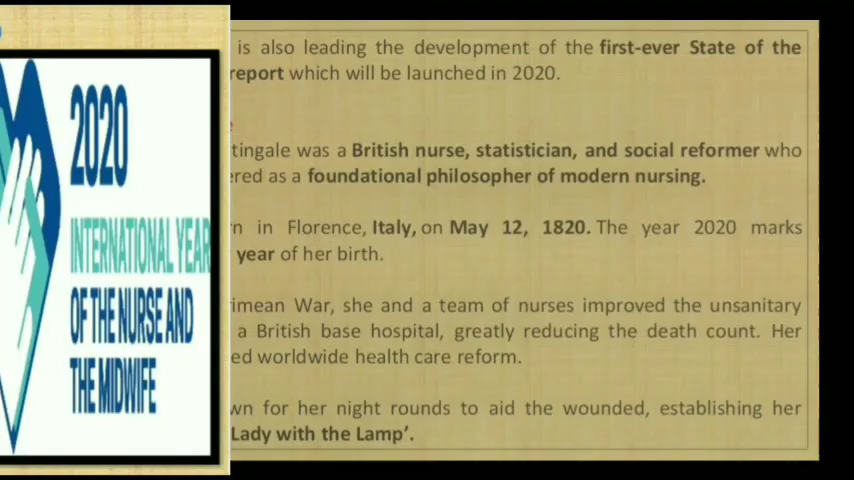 2020
INTERNATIONAL YEAR
OF THE NURSE AND
THE MIDWIFE
is also leading the development of the first-ever State of the
report which will be launched in 2020.
tingale was a British nurse, statistician, and social reformer who
ered as a foundational philosopher of modern nursing.
n in Florence, Italy, on May 12, 1820. The year 2020 marks
year of her birth.
rimean War, she and a team of nurses improved the unsanitary
a British base hospital, greatly reducing the death count. Her
ed worldwide health care reform.
wn for her night rounds to aid the wounded, establishing her
Lady with the Lamp’.